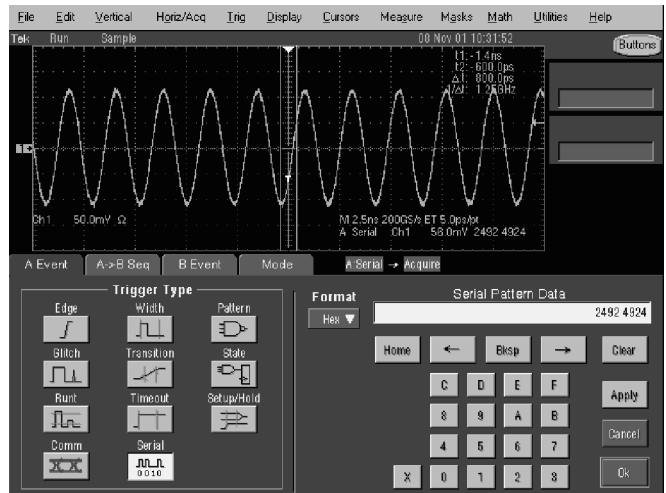 File Edit Vertical Horiz/Acq Trig Display Cursors Measure Masks Math Utilities Help
Tek Run Sample 08 Nov 01 10:31:52 Buttons
t1: -1.4ns
t2: -600.0ps
Δt: 800.0ps
1/Δt: 1.25GHz
Ch1 50.0mV Ω M 2.5ns 200GS/s ET 5.0ps/pt
A Serial Ch1 56.0mV 2492 4924
A Event A->B Seq B Event Mode A:Serial → Acquire
Trigger Type
Edge Width Pattern
Glitch Transition State
Runt Timeout Setup/Hold
Comm Serial
0010
Format Serial Pattern Data
Hex 2492 4924
Home ← Bksp → Clear
C D E F
8 9 A B Apply
4 5 6 7 Cancel
X 0 1 2 3 Ok